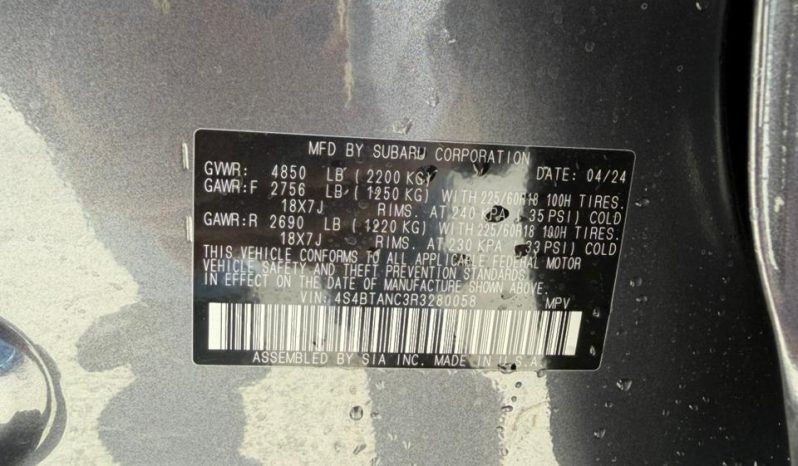 MFD BY SUBARU CORPORATION DATE: 04/24
GVWR: 4850 LB (2200 KG)
GAWR:F 2756 LB (1250 KG) WITH 225/60R18 100H TIRES.
18X7J RIMS. AT 240 KPA (35 PSI) COLD
GAWR:R 2690 LB (1220 KG) WITH 225/60R18 100H TIRES.
18X7J RIMS. AT 230 KPA (33 PSI) COLD
THIS VEHICLE CONFORMS TO ALL APPLICABLE FEDERAL MOTOR
VEHICLE SAFETY AND THEFT PREVENTION STANDARDS
IN EFFECT ON THE DATE OF MANUFACTURE SHOWN ABOVE.
VIN: 4S4BTANC3R3280058 MPV
ASSEMBLED BY SIA INC. MADE IN U.S.A.